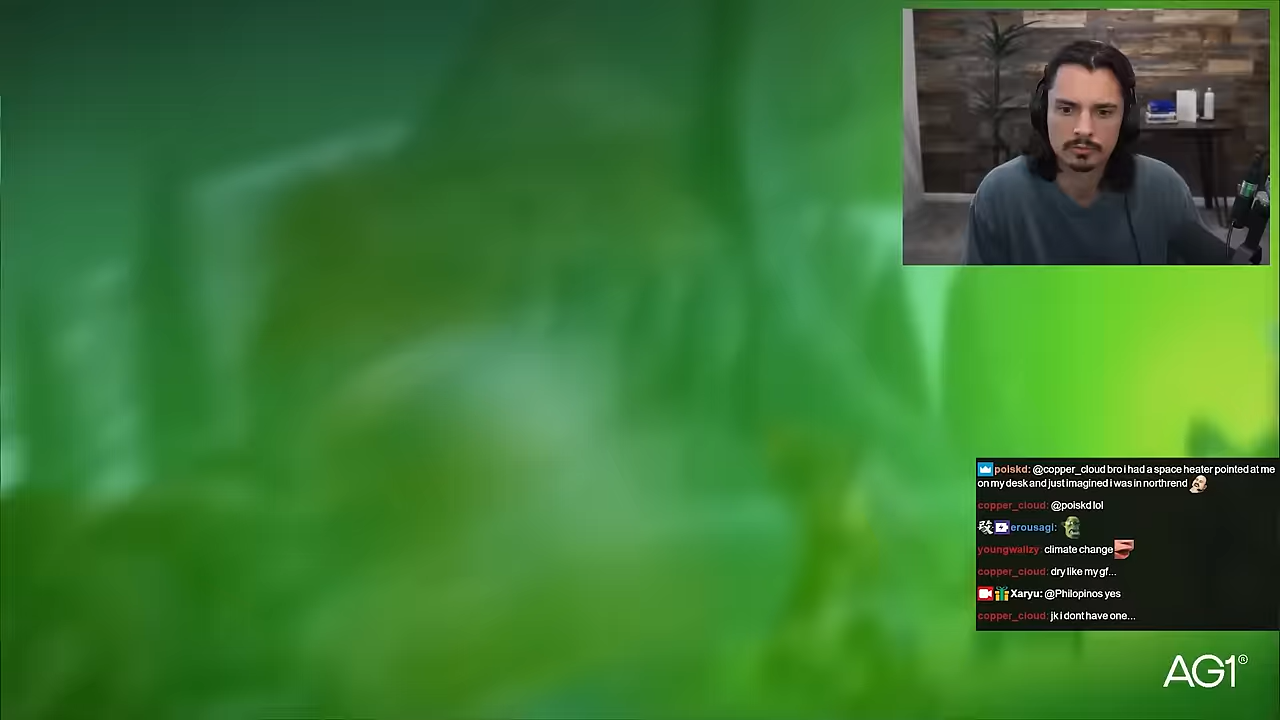 poiskd: @copper_cloud bro i had a space heater pointed at me
on my desk and just imagined i was in northrend
copper_cloud: @poiskd lol
erousagi:
youngwallzy: climate change
copper_cloud: dry like my gf...
Xaryu: @Philopinos yes
copper_cloud: jk i dont have one...
AG1®